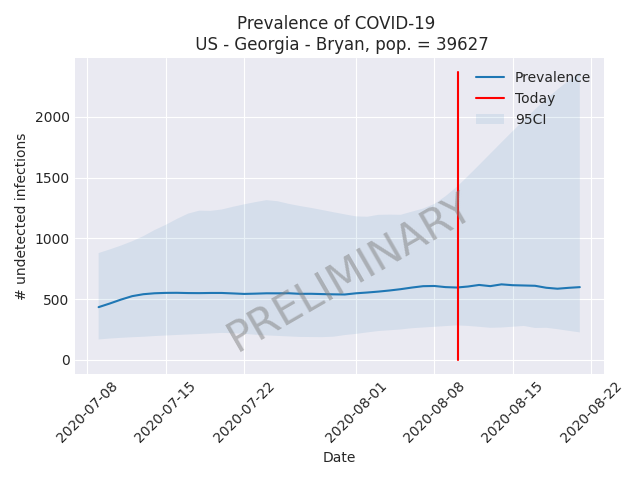 Prevalence of COVID-19
US - Georgia - Bryan, pop. = 39627
Prevalence
Today
95CI
# undetected infections
2000
1500
1000
500
0
PRELIMINARY
2020-07-08
2020-07-15
2020-07-22
2020-08-01
2020-08-08
2020-08-15
2020-08-22
Date